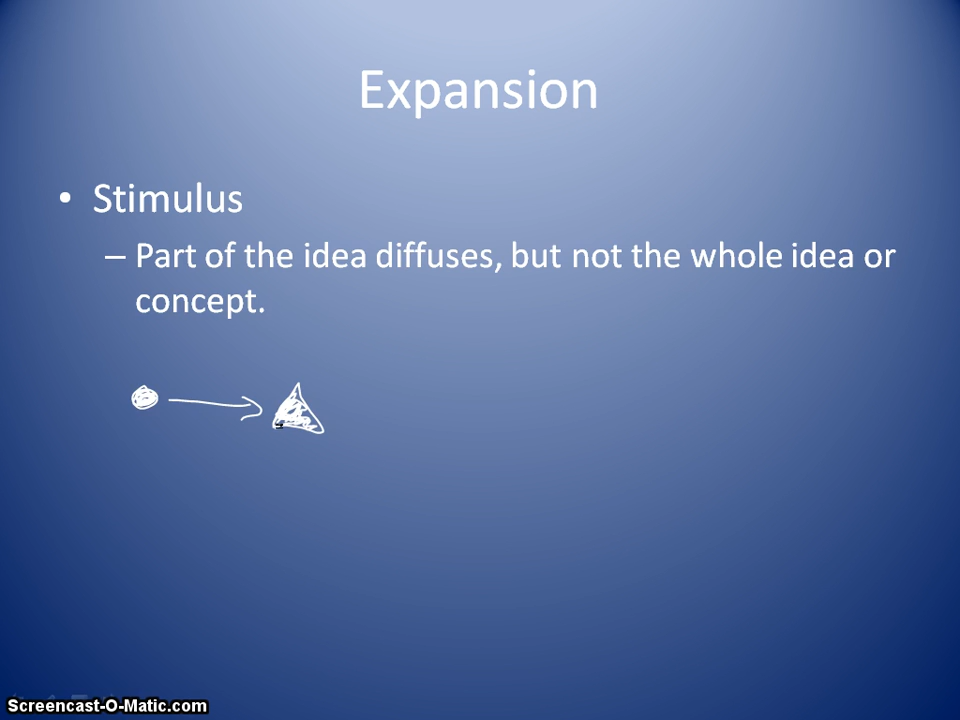 Expansion
• Stimulus
– Part of the idea diffuses, but not the whole idea or
concept.
Screencast-O-Matic.com